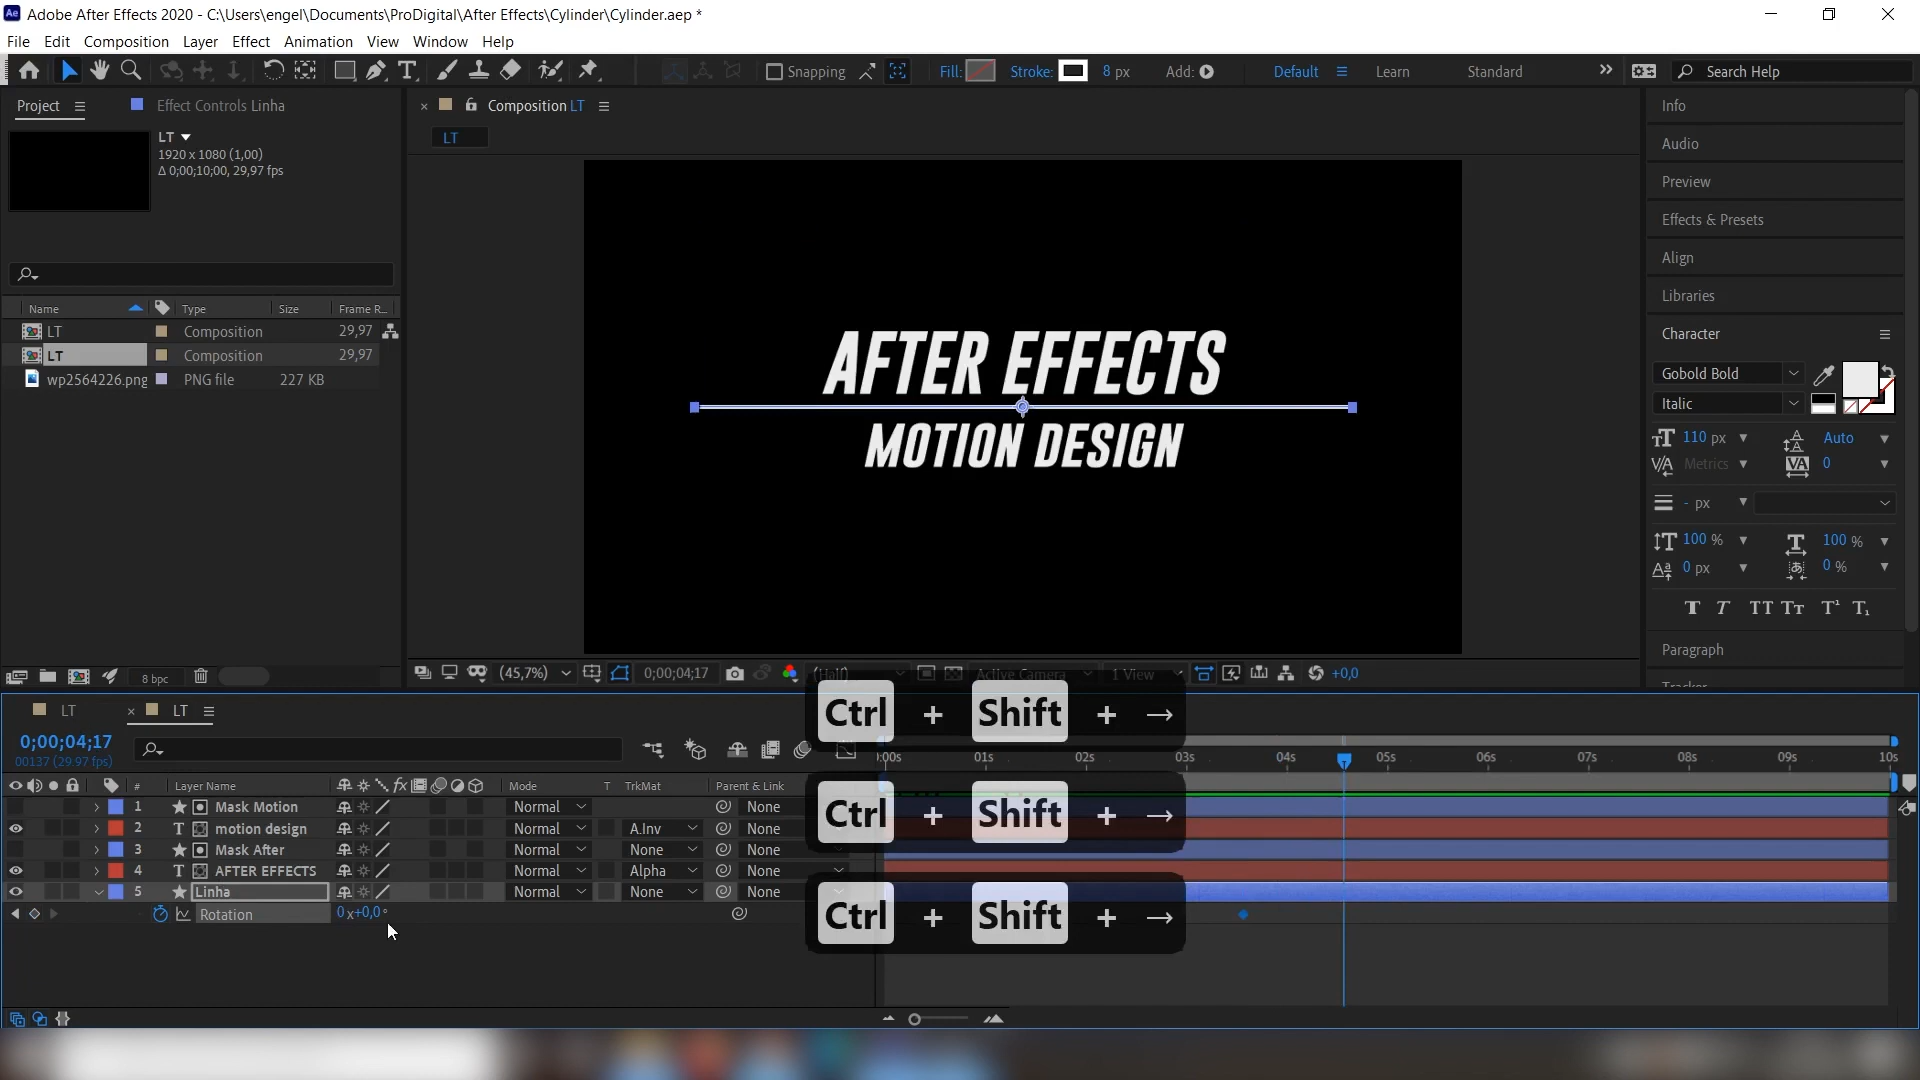 Adobe After Effects 2020 - C:\Users\engel\Documents\ProDigital\After Effects\Cylinder\Cylinder.aep *
File Edit Composition Layer Effect Animation View Window Help
Snapping Fill: Stroke: 8 px Add: Default Learn Standard Search Help
Project Effect Controls Linha
Composition LT
Info
LT
1920 x 1080 (1,00)
Δ 0;00;10;00, 29,97 fps
LT
Audio
Preview
Effects & Presets
Align
Libraries
Name Type Size Frame R...
LT Composition 29,97
LT Composition 29,97
wp2564226.png PNG file 227 KB
AFTER EFFECTS
MOTION DESIGN
Character
Gobold Bold
Italic
110 px Auto
Metrics 0
- px
100 % 100 %
0 px 0 %
T T TT Tt T¹ T₁
Paragraph
8 bpc
(45,7%) 0;00;04;17 (Half) Active Camera 1 View +0,0
LT LT
Ctrl + Shift + →
0;00;04;17
00137 (29.97 fps)
:00s 01s 02s 03s 04s 05s 06s 07s 08s 09s 10s
# Layer Name Mode T TrkMat Parent & Link
1 Mask Motion Normal None
Ctrl + Shift + →
2 motion design Normal A.Inv None
3 Mask After Normal None None
4 AFTER EFFECTS Normal Alpha None
5 Linha Normal None None
Ctrl + Shift + →
Rotation 0x+0,0°